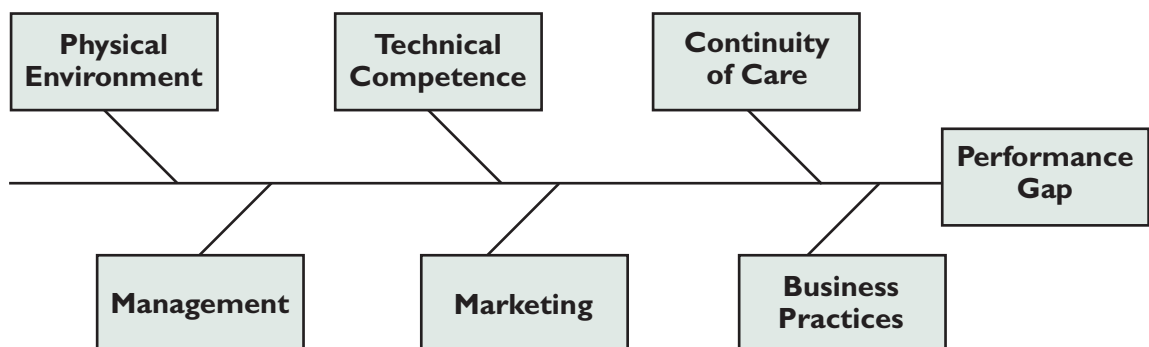 Physical
Environment
Technical
Competence
Continuity
of Care
Performance
Gap
Management
Marketing
Business
Practices